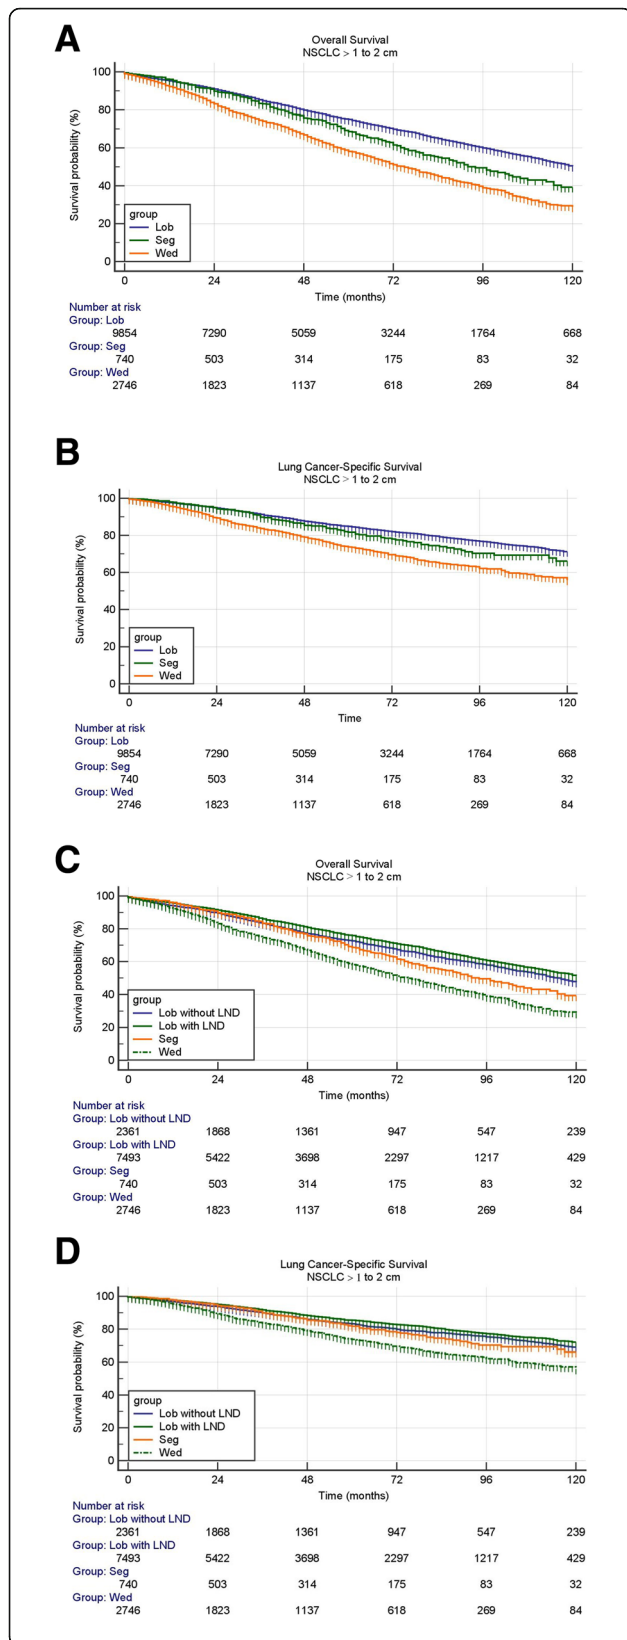 A
Overall Survival
NSCLC > 1 to 2 cm
Survival probability (%)
100
80
60
40
20
0
group
Lob
Seg
Wed
0 24 48 72 96 120
Time (months)
Number at risk
Group: Lob
9854 7290 5059 3244 1764 668
Group: Seg
740 503 314 175 83 32
Group: Wed
2746 1823 1137 618 269 84
B
Lung Cancer-Specific Survival
NSCLC > 1 to 2 cm
Survival probability (%)
100
80
60
40
20
0
group
Lob
Seg
Wed
0 24 48 72 96 120
Time
Number at risk
Group: Lob
9854 7290 5059 3244 1764 668
Group: Seg
740 503 314 175 83 32
Group: Wed
2746 1823 1137 618 269 84
C
Overall Survival
NSCLC > 1 to 2 cm
Survival probability (%)
100
80
60
40
20
0
group
Lob without LND
Lob with LND
Seg
Wed
0 24 48 72 96 120
Time (months)
Number at risk
Group: Lob without LND
2361 1868 1361 947 547 239
Group: Lob with LND
7493 5422 3698 2297 1217 429
Group: Seg
740 503 314 175 83 32
Group: Wed
2746 1823 1137 618 269 84
D
Lung Cancer-Specific Survival
NSCLC > 1 to 2 cm
Survival probability (%)
100
80
60
40
20
0
group
Lob without LND
Lob with LND
Seg
Wed
0 24 48 72 96 120
Time (months)
Number at risk
Group: Lob without LND
2361 1868 1361 947 547 239
Group: Lob with LND
7493 5422 3698 2297 1217 429
Group: Seg
740 503 314 175 83 32
Group: Wed
2746 1823 1137 618 269 84